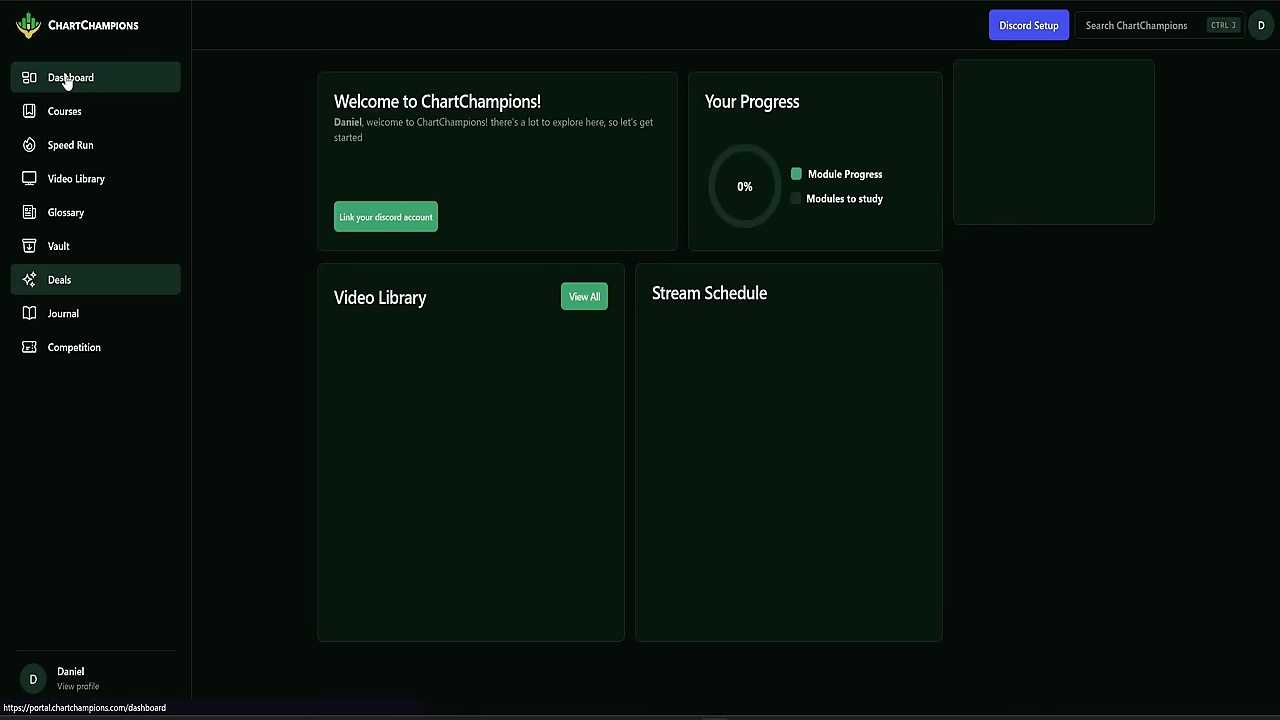 ChartChampions
Discord Setup
Search ChartChampions
CTRL J
D
Dashboard
Courses
Speed Run
Video Library
Glossary
Vault
Deals
Journal
Competition
Welcome to ChartChampions!
Daniel, welcome to ChartChampions! there's a lot to explore here, so let's get
started
Link your discord account
Your Progress
0%
Module Progress
Modules to study
Video Library
View All
Stream Schedule
D
Daniel
View profile
https://portal.chartchampions.com/dashboard